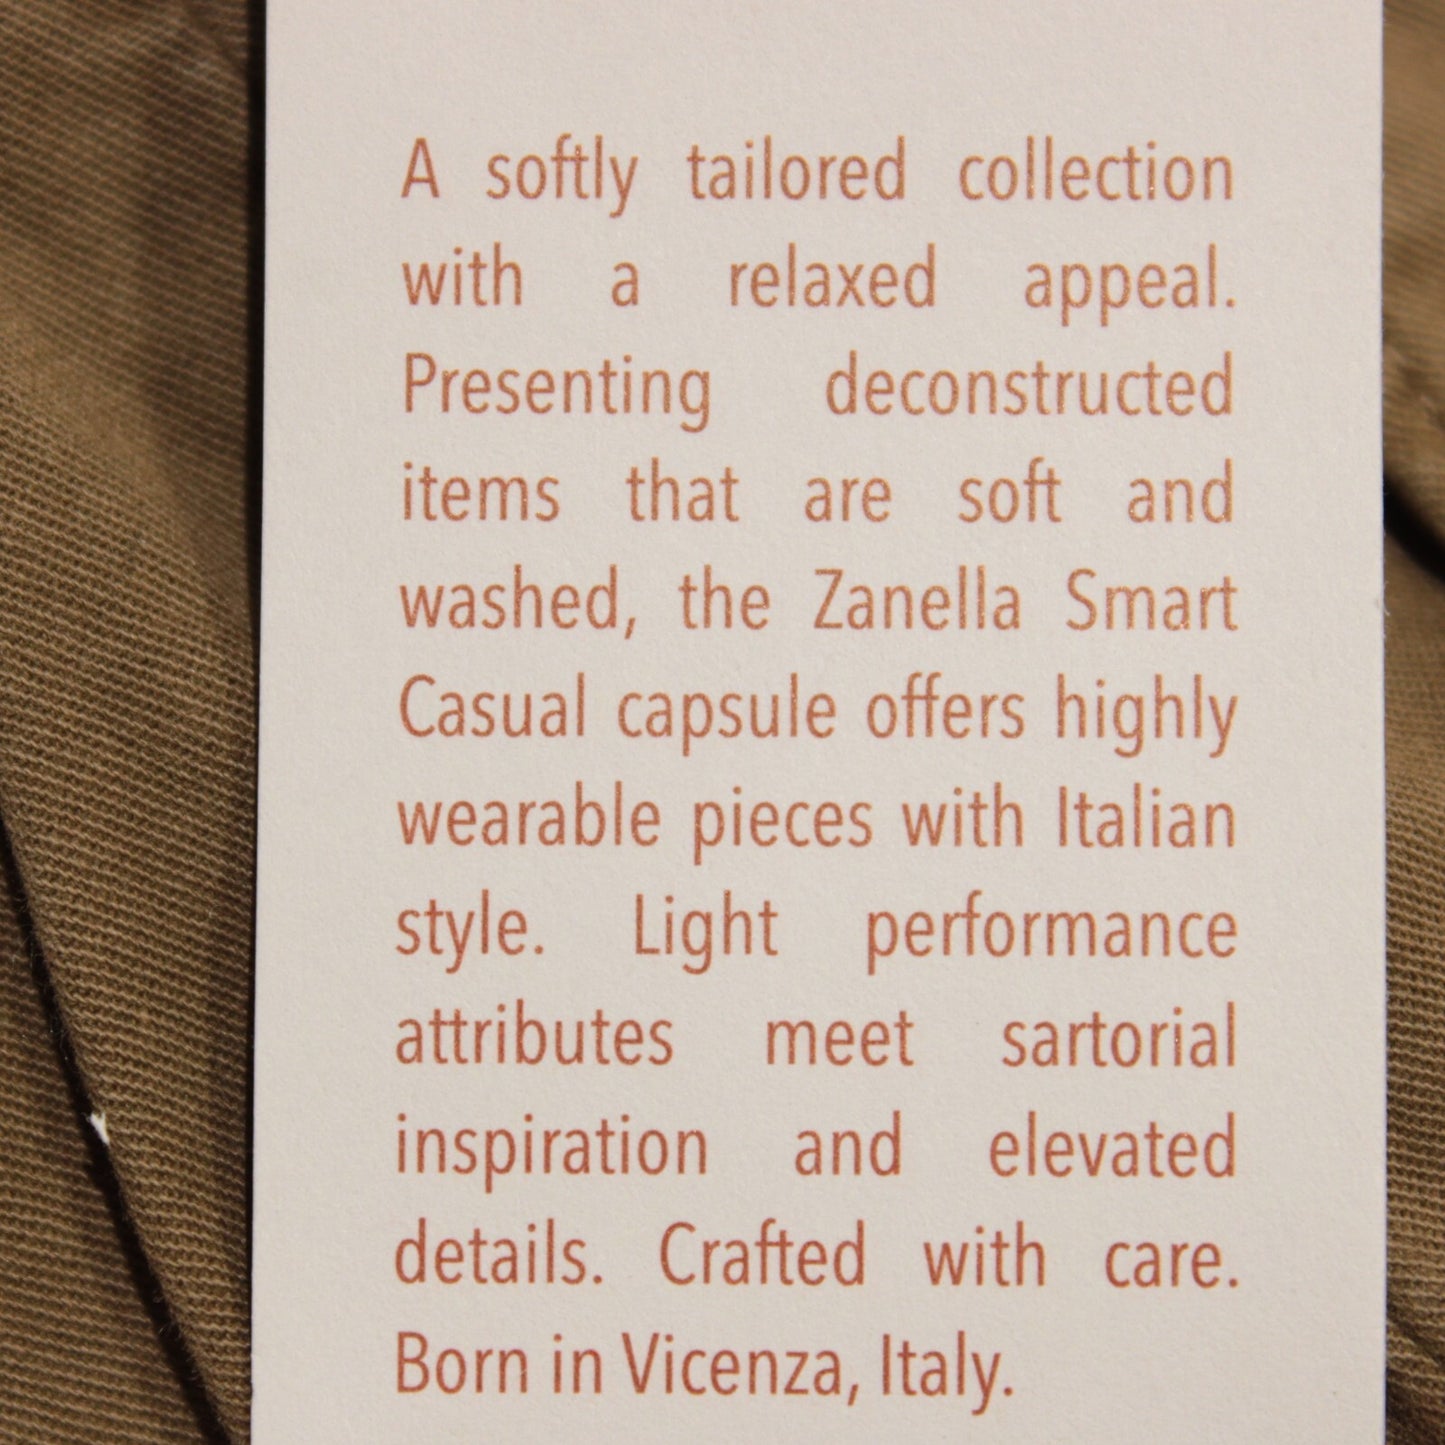 A softly tailored collection
with a relaxed appeal.
Presenting deconstructed
items that are soft and
washed, the Zanella Smart
Casual capsule offers highly
wearable pieces with Italian
style. Light performance
attributes meet sartorial
inspiration and elevated
details. Crafted with care.
Born in Vicenza, Italy.